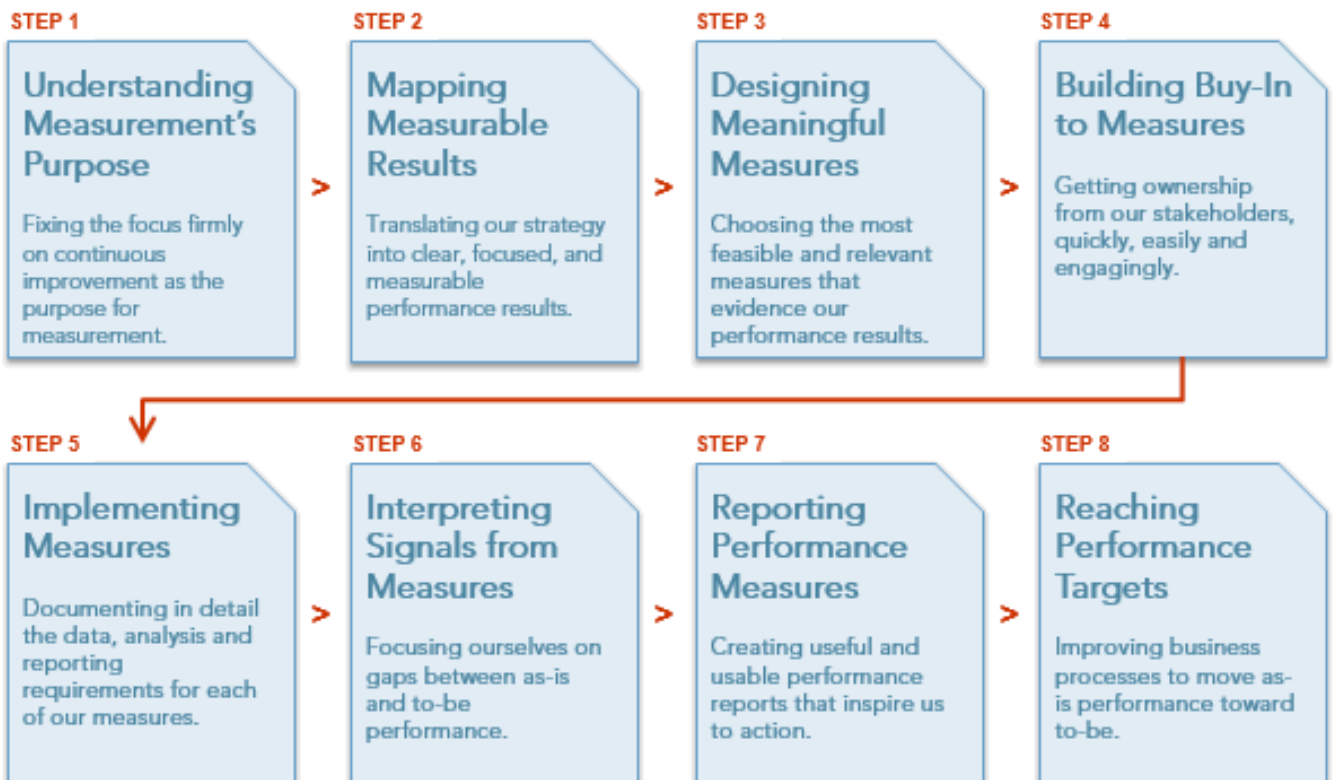 STEP 1
Understanding
Measurement's
Purpose
Fixing the focus firmly
on continuous
improvement as the
purpose for
measurement.
>
STEP 2
Mapping
Measurable
Results
Translating our strategy
into clear, focused, and
measurable
performance results.
>
STEP 3
Designing
Meaningful
Measures
Choosing the most
feasible and relevant
measures that
evidence our
performance results.
>
STEP 4
Building Buy-In
to Measures
Getting ownership
from our stakeholders,
quickly, easily and
engagingly.
STEP 5
Implementing
Measures
Documenting in detail
the data, analysis and
reporting
requirements for each
of our measures.
>
STEP 6
Interpreting
Signals from
Measures
Focusing ourselves on
gaps between as-is
and to-be
performance.
>
STEP 7
Reporting
Performance
Measures
Creating useful and
usable performance
reports that inspire us
to action.
>
STEP 8
Reaching
Performance
Targets
Improving business
processes to move as-
is performance toward
to-be.